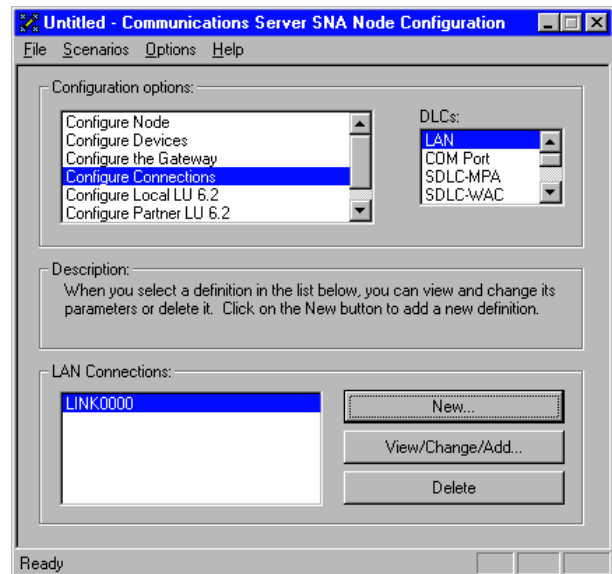 Untitled - Communications Server SNA Node Configuration
File Scenarios Options Help
Configuration options:
Configure Node
Configure Devices
Configure the Gateway
Configure Connections
Configure Local LU 6.2
Configure Partner LU 6.2
DLCs:
LAN
COM Port
SDLC-MPA
SDLC-WAC
Description:
When you select a definition in the list below, you can view and change its
parameters or delete it. Click on the New button to add a new definition.
LAN Connections:
LINK0000
New...
View/Change/Add...
Delete
Ready